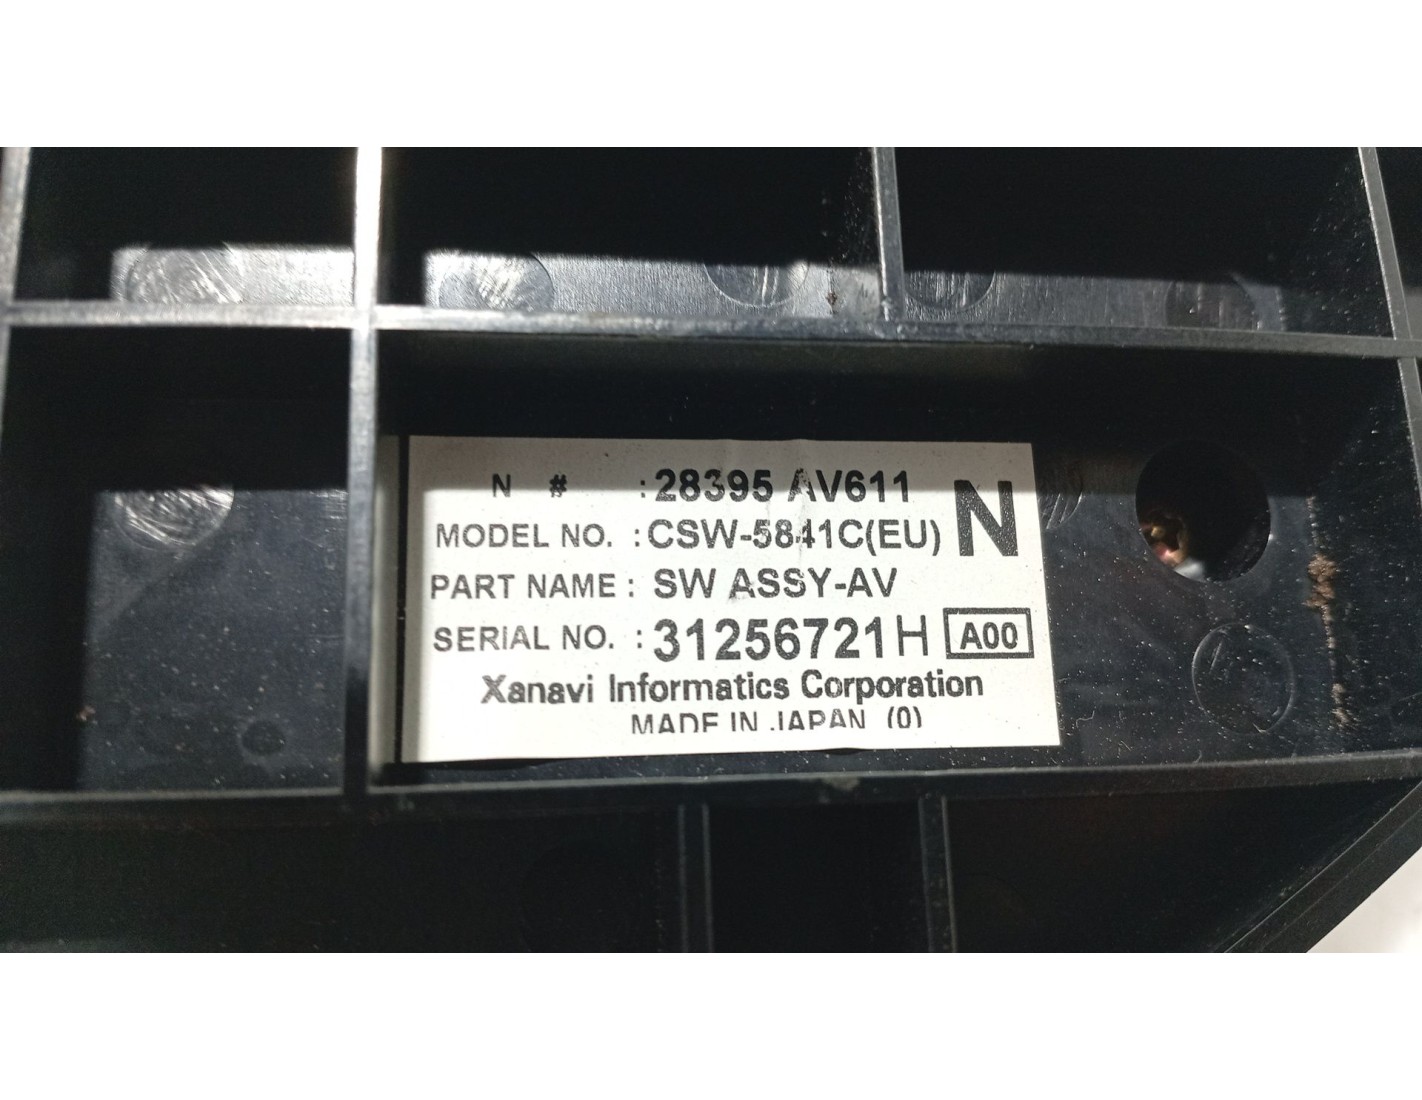 N # : 28395 AV611
N
MODEL NO. : CSW-5841C(EU)
PART NAME : SW ASSY-AV
SERIAL NO. : 31256721H A00
Xanavi Informatics Corporation
MADE IN JAPAN (0)